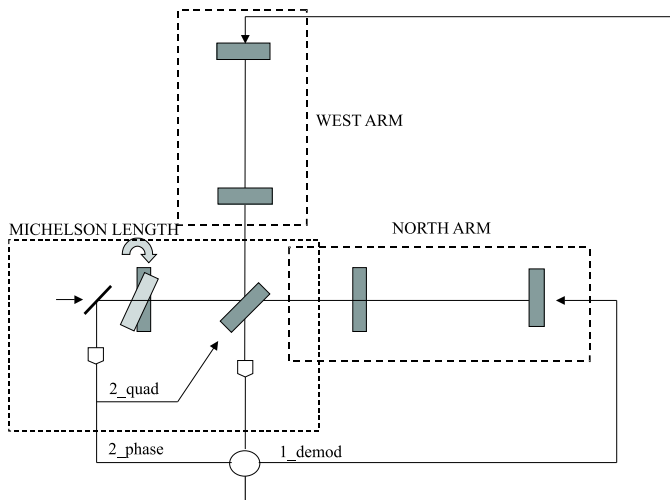 WEST ARM
MICHELSON LENGTH
NORTH ARM
2_quad
2_phase
1_demod